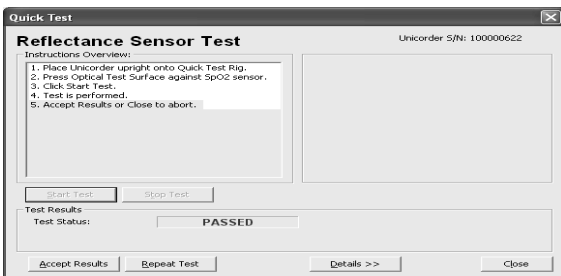 Quick Test
Reflectance Sensor Test
Unicorder S/N: 100000622
Instructions Overview:
1. Place Unicorder upright onto Quick Test Rig.
2. Press Optical Test Surface against SpO2 sensor.
3. Click Start Test.
4. Test is performed.
5. Accept Results or Close to abort.
Start Test Stop Test
Test Results
Test Status: PASSED
Accept Results Repeat Test Details >> Close